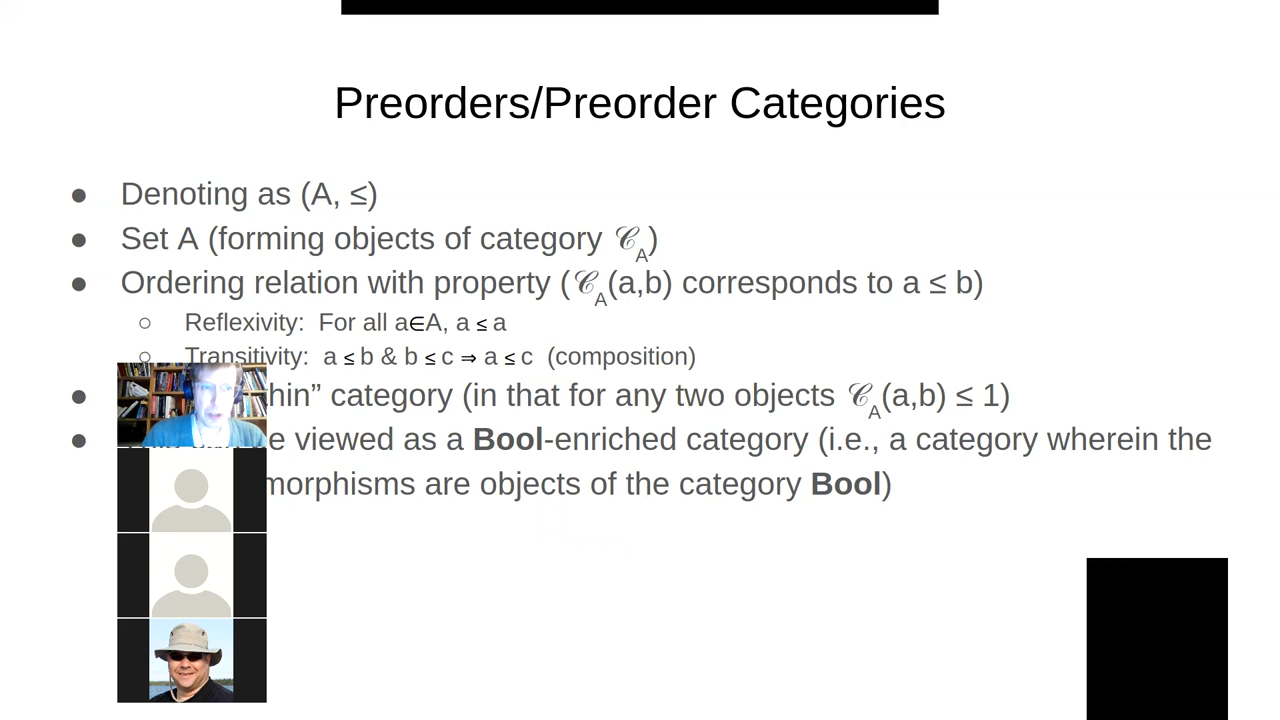 Preorders/Preorder Categories
● Denoting as (A, ≤)
● Set A (forming objects of category 𝒞A)
● Ordering relation with property (𝒞A(a,b) corresponds to a ≤ b)
○ Reflexivity: For all a∈A, a ≤ a
○ Transitivity: a ≤ b & b ≤ c ⇒ a ≤ c (composition)
● thin” category (in that for any two objects 𝒞A(a,b) ≤ 1)
● viewed as a Bool-enriched category (i.e., a category wherein the
morphisms are objects of the category Bool)